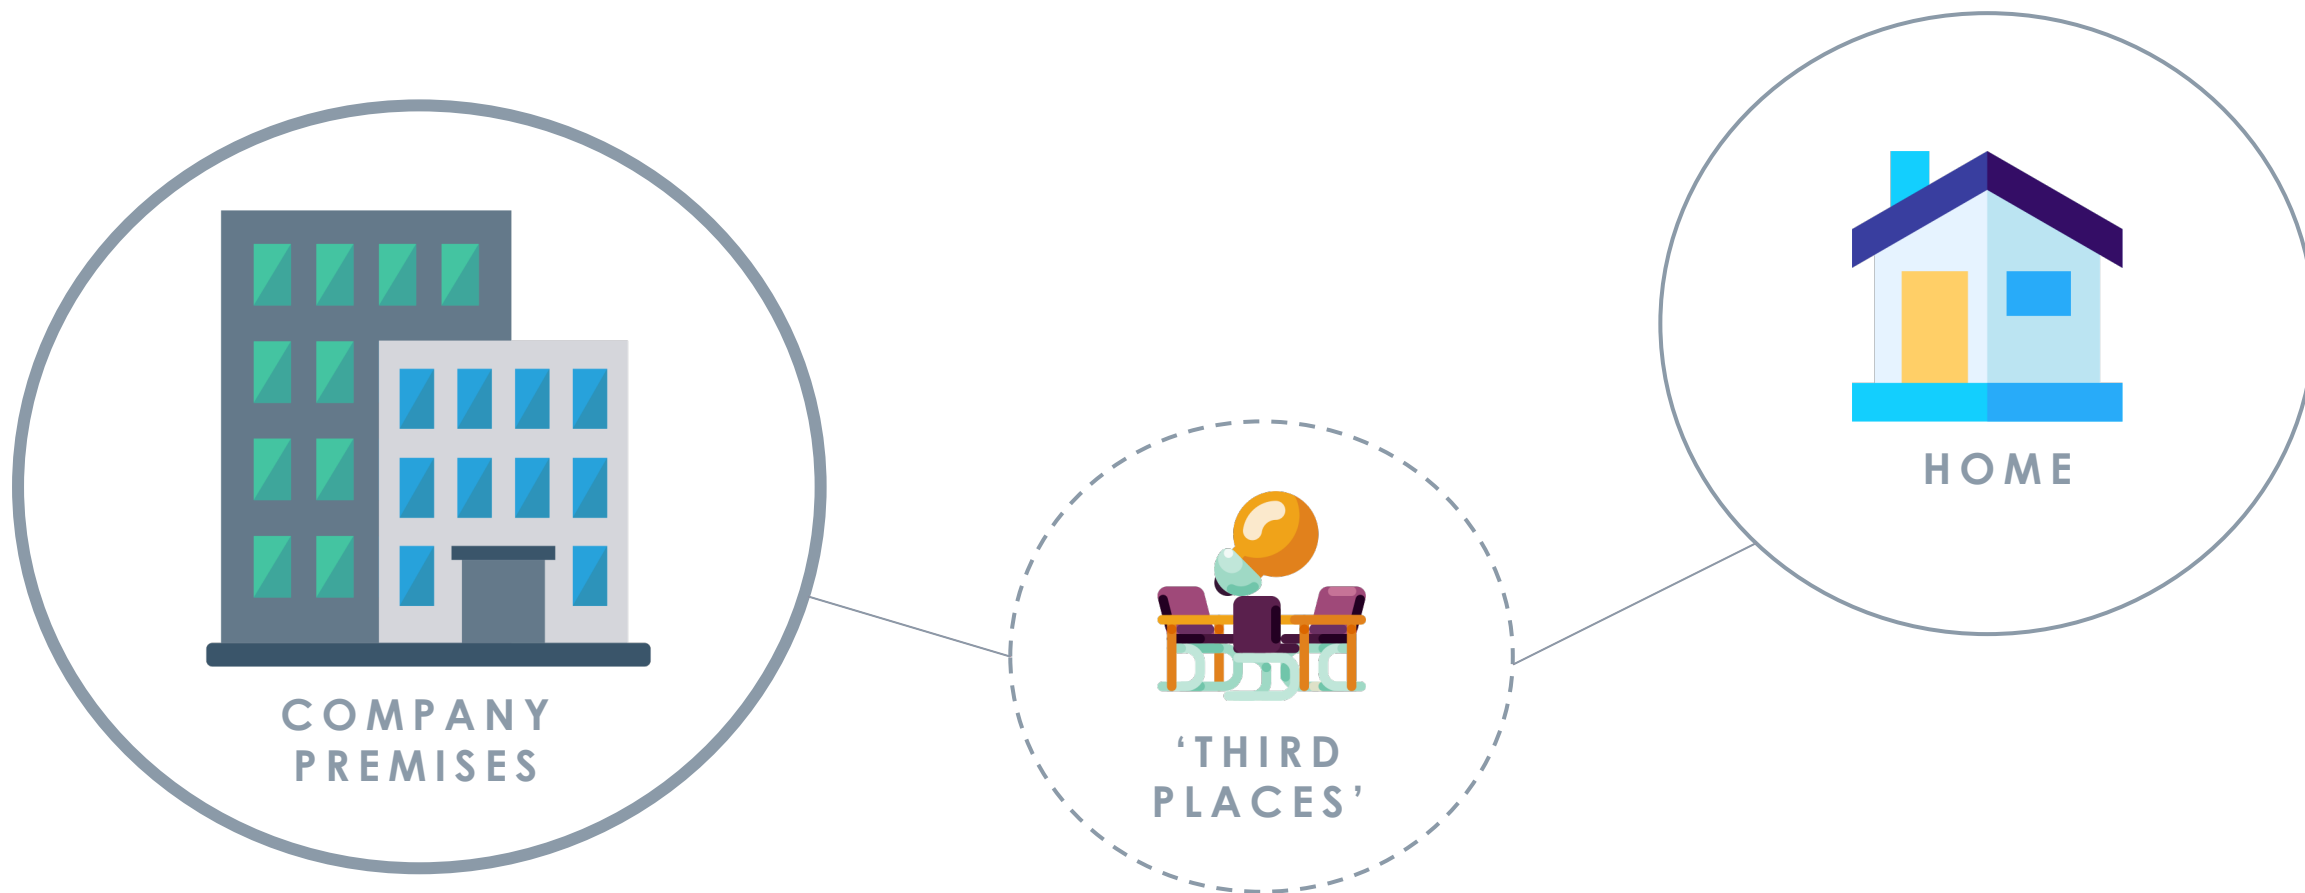 COMPANY
PREMISES
‘THIRD
PLACES’
HOME